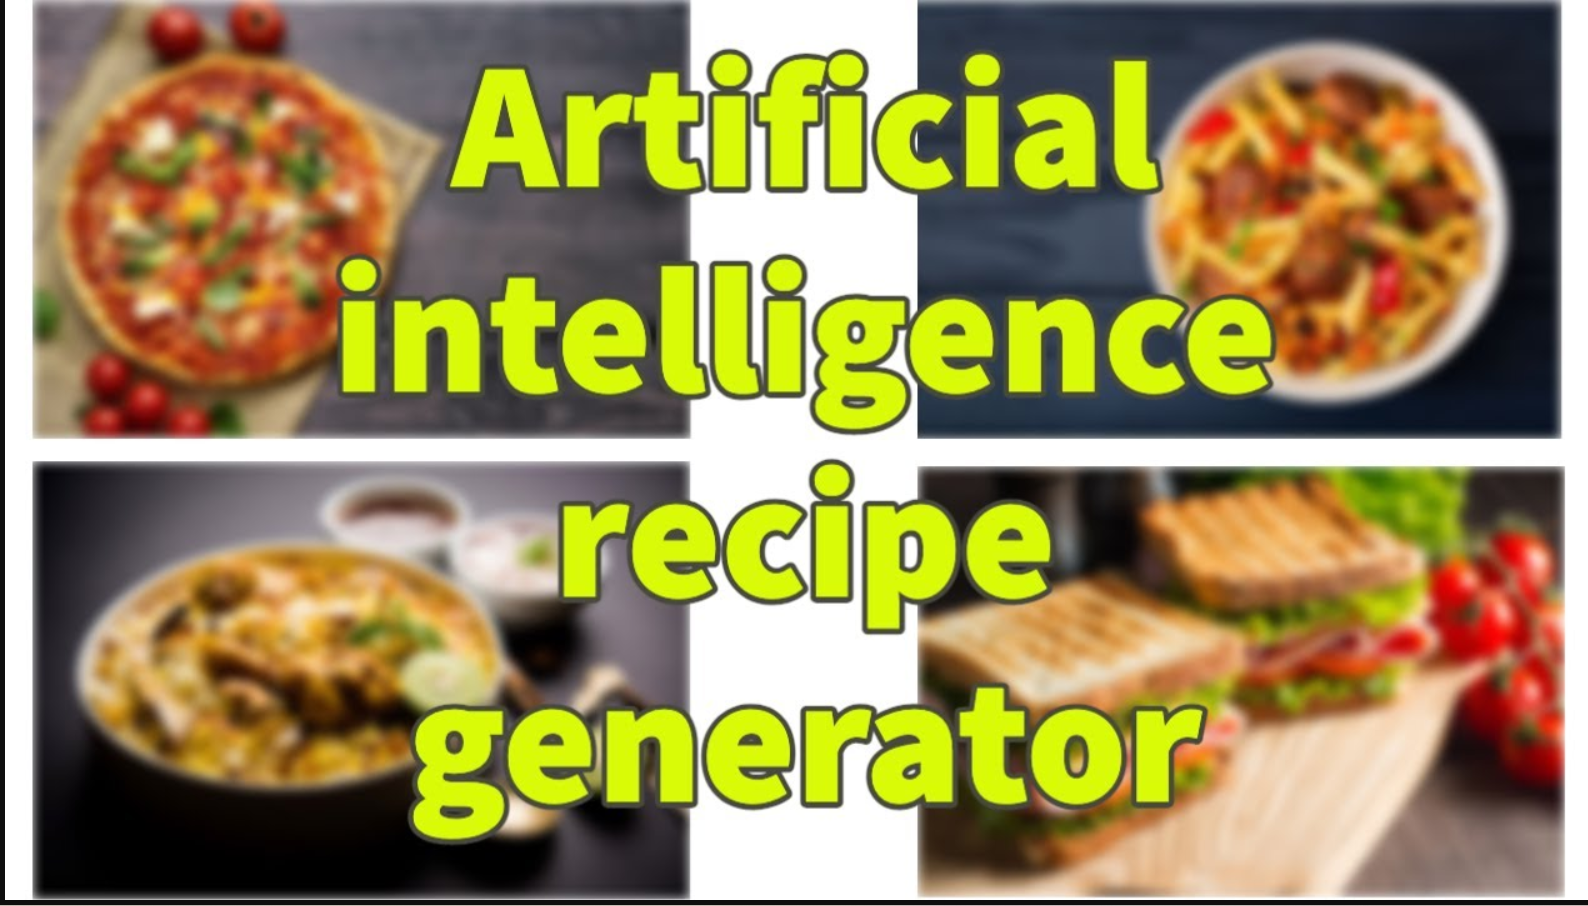 Artificial
intelligence
recipe
generator